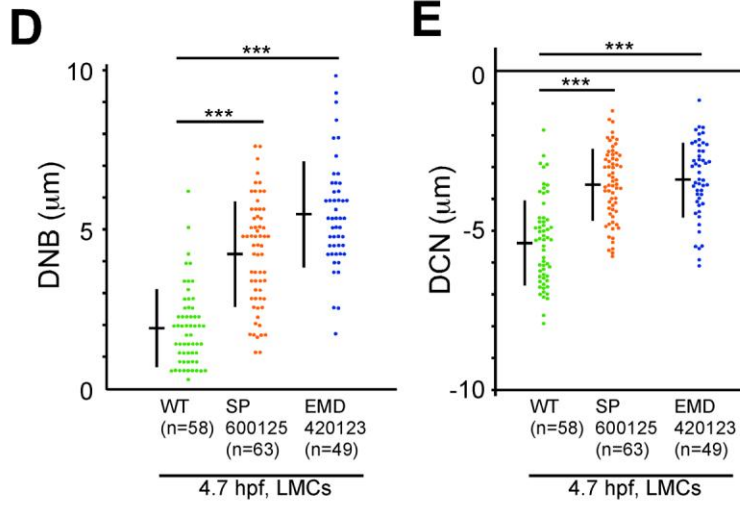 D
***
***
10
5
0
DNB (μm)
WT
(n=58)
SP
600125
(n=63)
EMD
420123
(n=49)
4.7 hpf, LMCs
E
***
***
0
-5
-10
DCN (μm)
WT
(n=58)
SP
600125
(n=63)
EMD
420123
(n=49)
4.7 hpf, LMCs